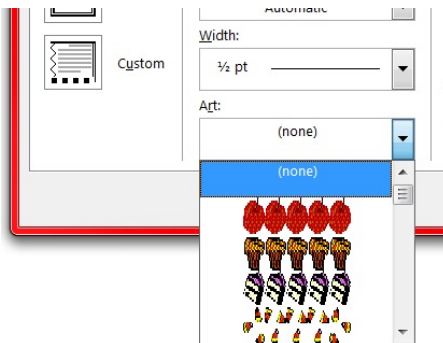 Automatic
Width:
Custom
½ pt
Art:
(none)
(none)